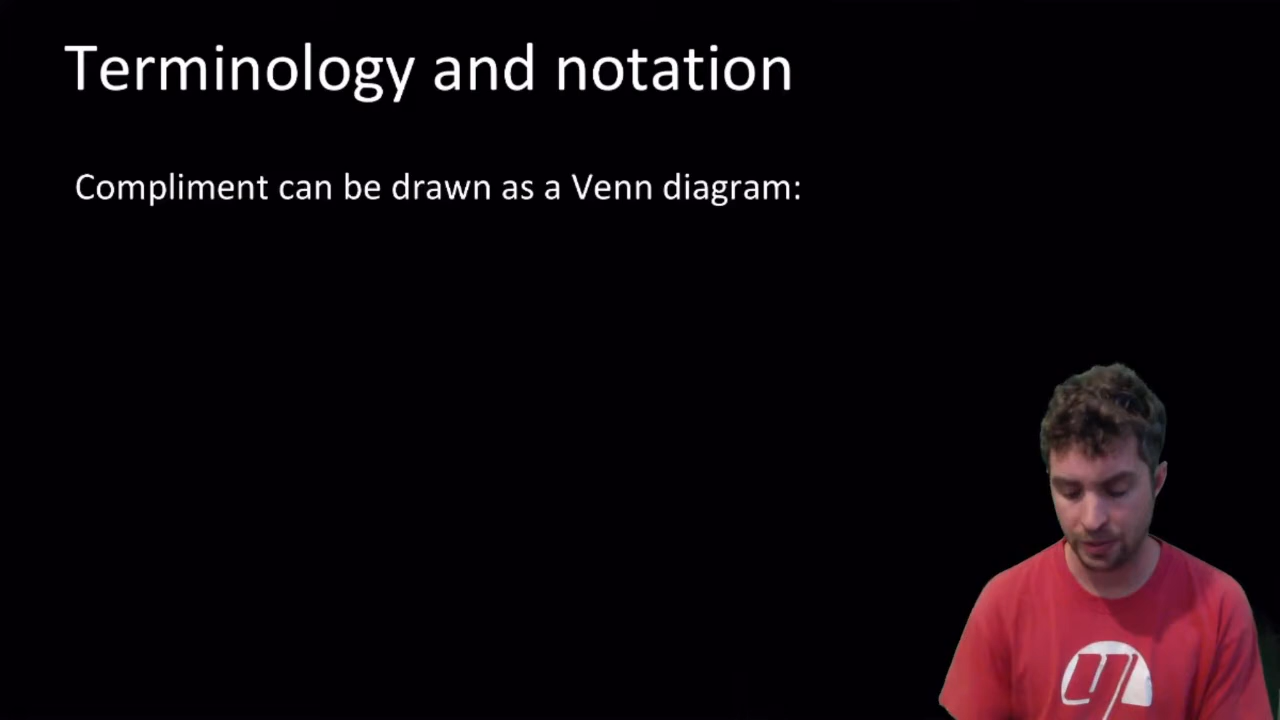 Terminology and notation
Compliment can be drawn as a Venn diagram: